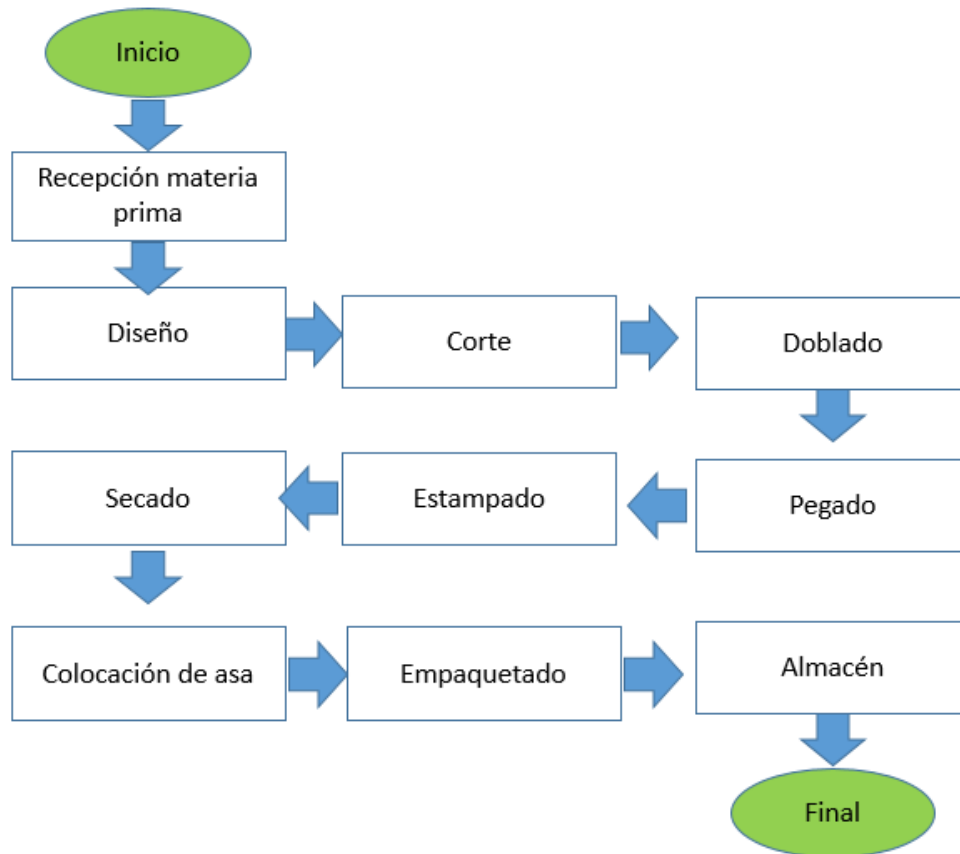 Inicio
Recepción materia
prima
Diseño
Corte
Doblado
Pegado
Estampado
Secado
Colocación de asa
Empaquetado
Almacén
Final